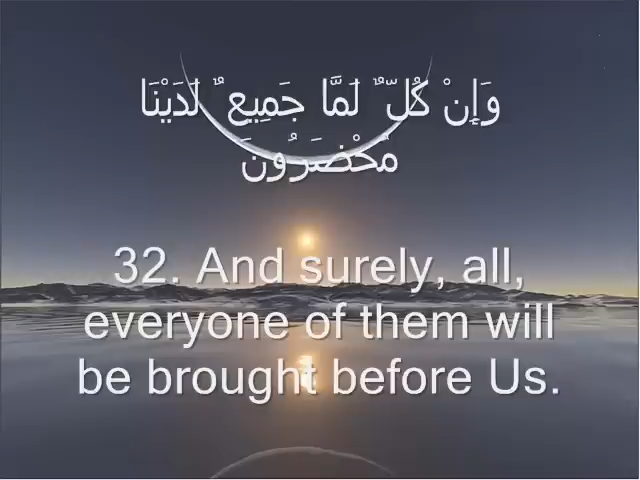 وَإِنْ كُلٌّ لَمَّا جَمِيعٌ لَدَيْنَا
مُحْضَرُونَ
32. And surely, all,
everyone of them will
be brought before Us.